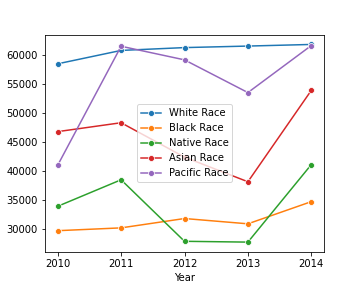 60000
55000
50000
45000
40000
35000
30000
White Race
Black Race
Native Race
Asian Race
Pacific Race
2010 2011 2012 2013 2014
Year